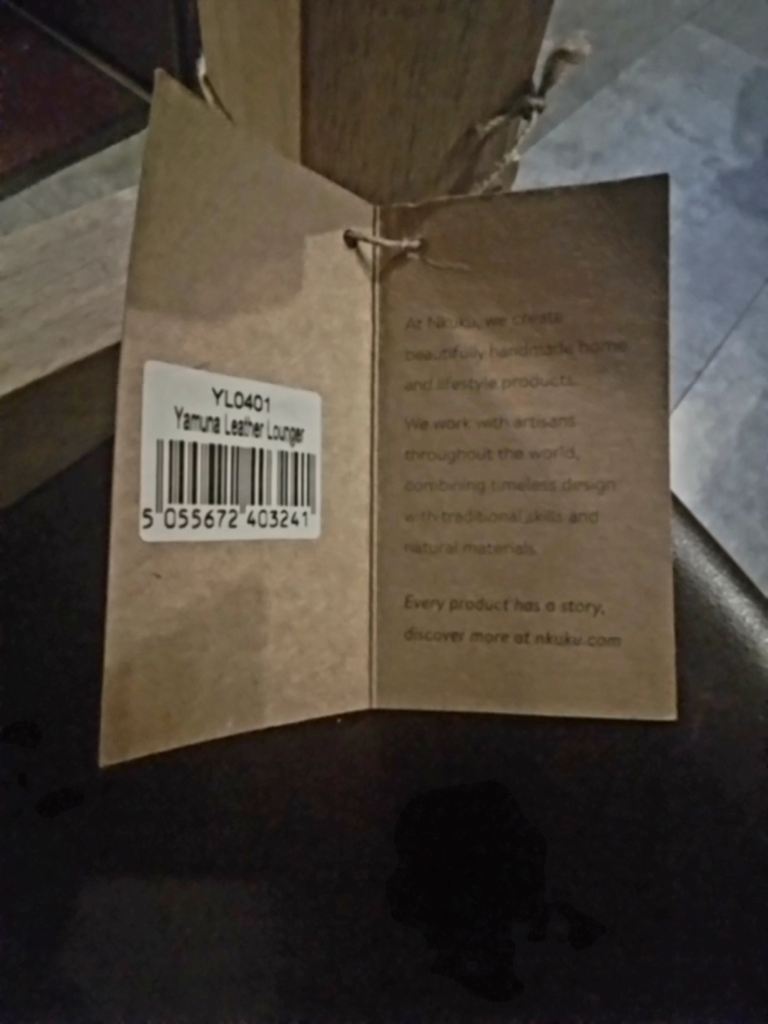 YL0401
Yamuna Leather Lounger
5 055672 403241
At Nkuku, we create
beautifully handmade home
and lifestyle products.
We work with artisans
throughout the world,
combining timeless design
with traditional skills and
natural materials.
Every product has a story,
discover more at nkuku.com